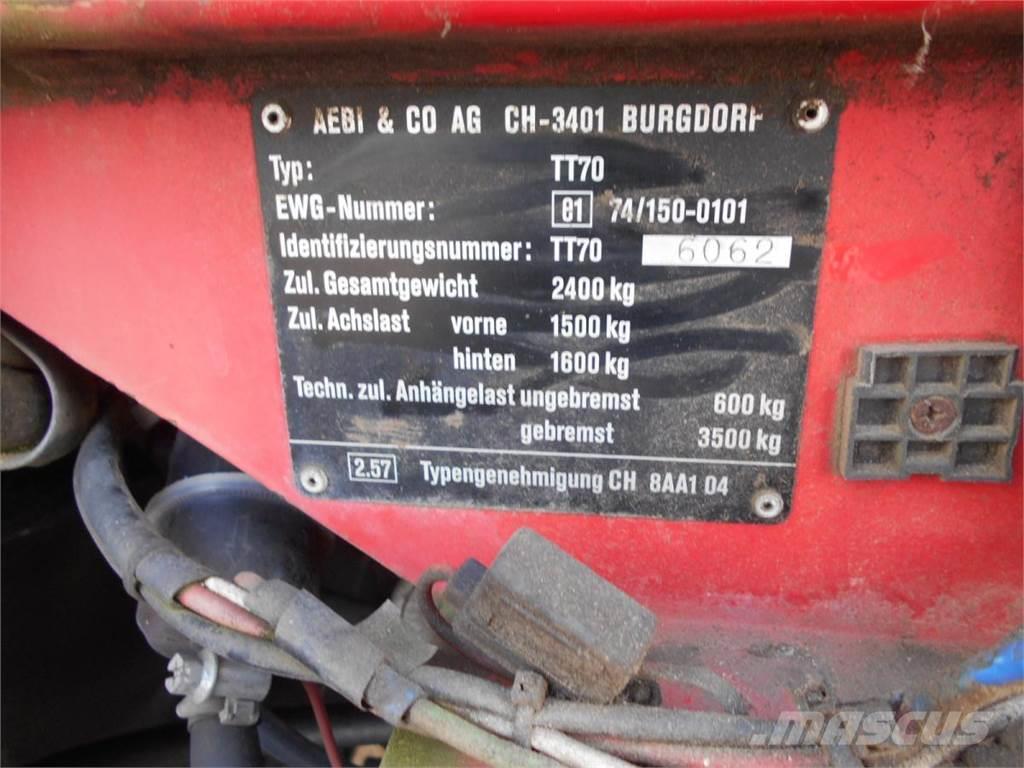 AEBI & CO AG CH-3401 BURGDORF
Typ: TT70
EWG-Nummer: e1 74/150-0101
Identifizierungsnummer: TT70 6062
Zul. Gesamtgewicht 2400 kg
Zul. Achslast vorne 1500 kg
hinten 1600 kg
Techn. zul. Anhängelast ungebremst 600 kg
gebremst 3500 kg
2.57 Typengenehmigung CH 8AA1 04
MASCUS